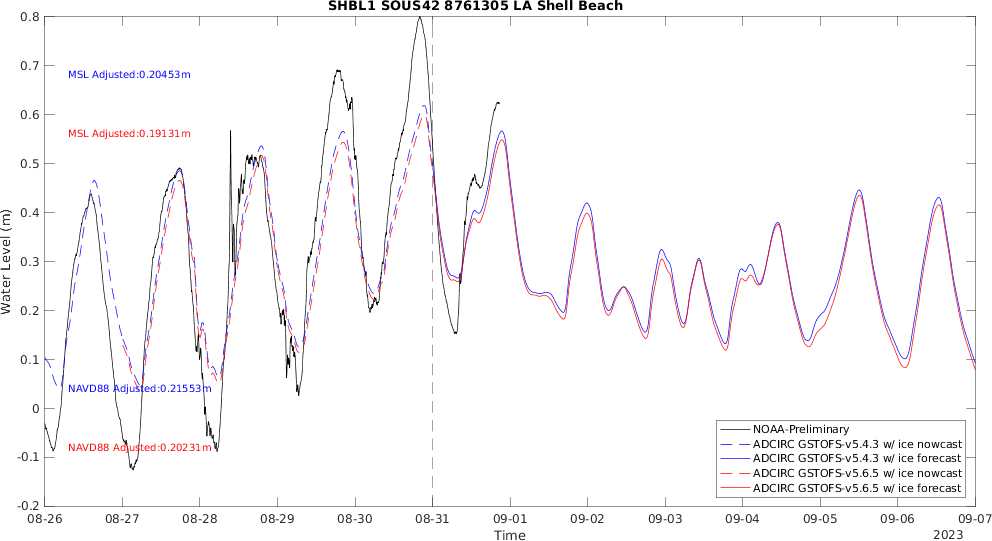 SHBL1 SOUS42 8761305 LA Shell Beach
0.8
0.7
0.6
0.5
0.4
0.3
0.2
0.1
0
-0.1
-0.2
Water Level (m)
MSL Adjusted:0.20453m
MSL Adjusted:0.19131m
NAVD88 Adjusted:0.21553m
NAVD88 Adjusted:0.20231m
NOAA-Preliminary
ADCIRC GSTOFS-v5.4.3 w/ ice nowcast
ADCIRC GSTOFS-v5.4.3 w/ ice forecast
ADCIRC GSTOFS-v5.6.5 w/ ice nowcast
ADCIRC GSTOFS-v5.6.5 w/ ice forecast
08-26 08-27 08-28 08-29 08-30 08-31 09-01 09-02 09-03 09-04 09-05 09-06 09-07
Time
2023